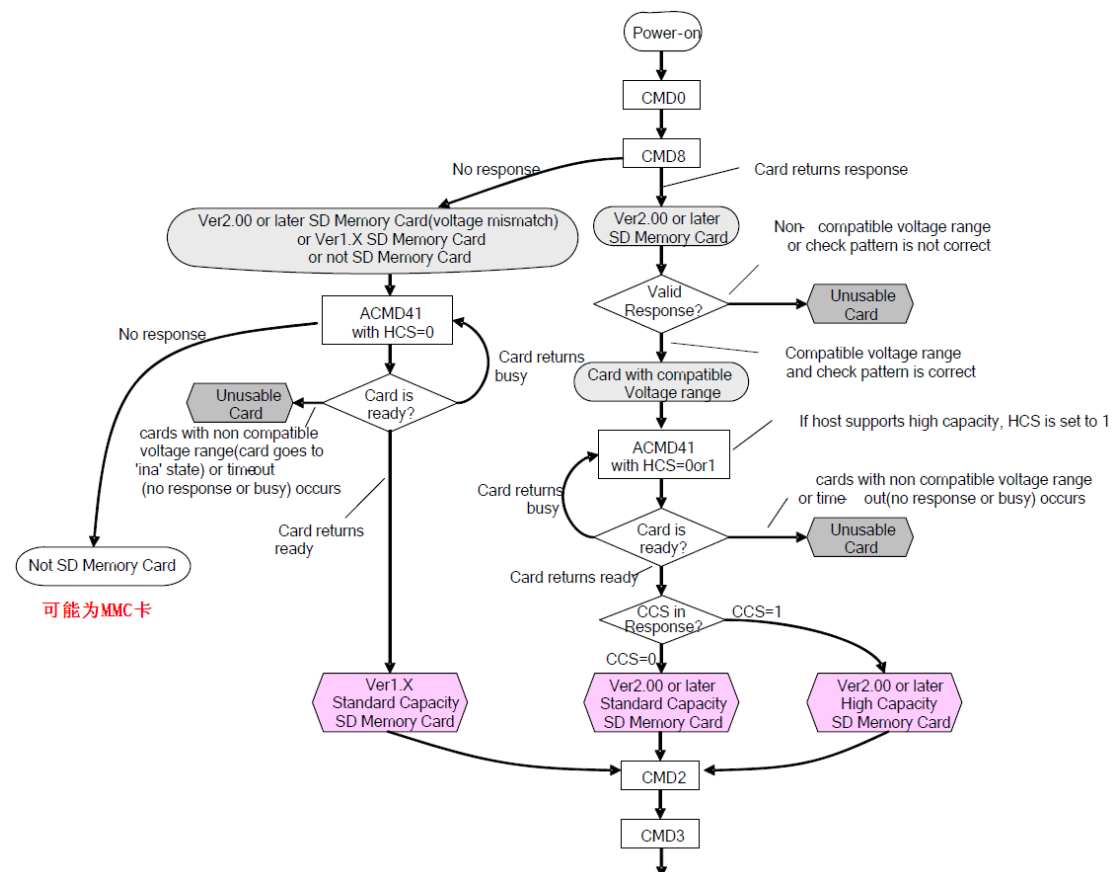 Power-on
CMD0
CMD8
No response
Card returns response
Ver2.00 or later SD Memory Card(voltage mismatch)
or Ver1.X SD Memory Card
or not SD Memory Card
Ver2.00 or later
SD Memory Card
Non- compatible voltage range
or check pattern is not correct
Valid
Response?
Unusable
Card
ACMD41
with HCS=0
No response
Card returns
busy
Compatible voltage range
and check pattern is correct
Card with compatible
Voltage range
Unusable
Card
Card is
ready?
cards with non compatible
voltage range(card goes to
'ina' state) or timeout
(no response or busy) occurs
If host supports high capacity, HCS is set to 1
ACMD41
with HCS=0or1
Card returns
busy
cards with non compatible voltage range
or time out(no response or busy) occurs
Card is
ready?
Unusable
Card
Card returns
ready
Card returns ready
Not SD Memory Card
可能为MMC卡
CCS in
Response?
CCS=1
CCS=0
Ver1.X
Standard Capacity
SD Memory Card
Ver2.00 or later
Standard Capacity
SD Memory Card
Ver2.00 or later
High Capacity
SD Memory Card
CMD2
CMD3